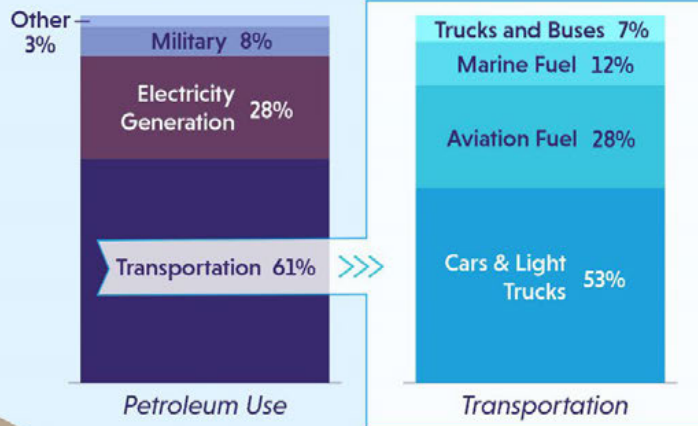 Other
3%
Military 8%
Electricity
Generation 28%
Transportation 61%
Petroleum Use
Trucks and Buses 7%
Marine Fuel 12%
Aviation Fuel 28%
Cars & Light
Trucks 53%
Transportation